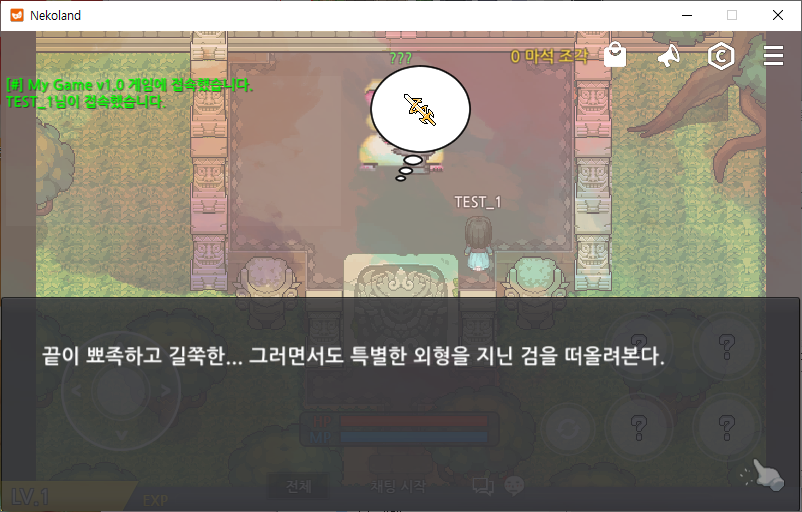 Nekoland
???
0 마석 조각
[#] My Game v1.0 게임에 접속했습니다.
TEST_1님이 접속했습니다.
TEST_1
끝이 뾰족하고 길쭉한... 그러면서도 특별한 외형을 지닌 검을 떠올려본다.
?
?
HP
MP
?
?
전체
채팅 시작
LV.1
EXP